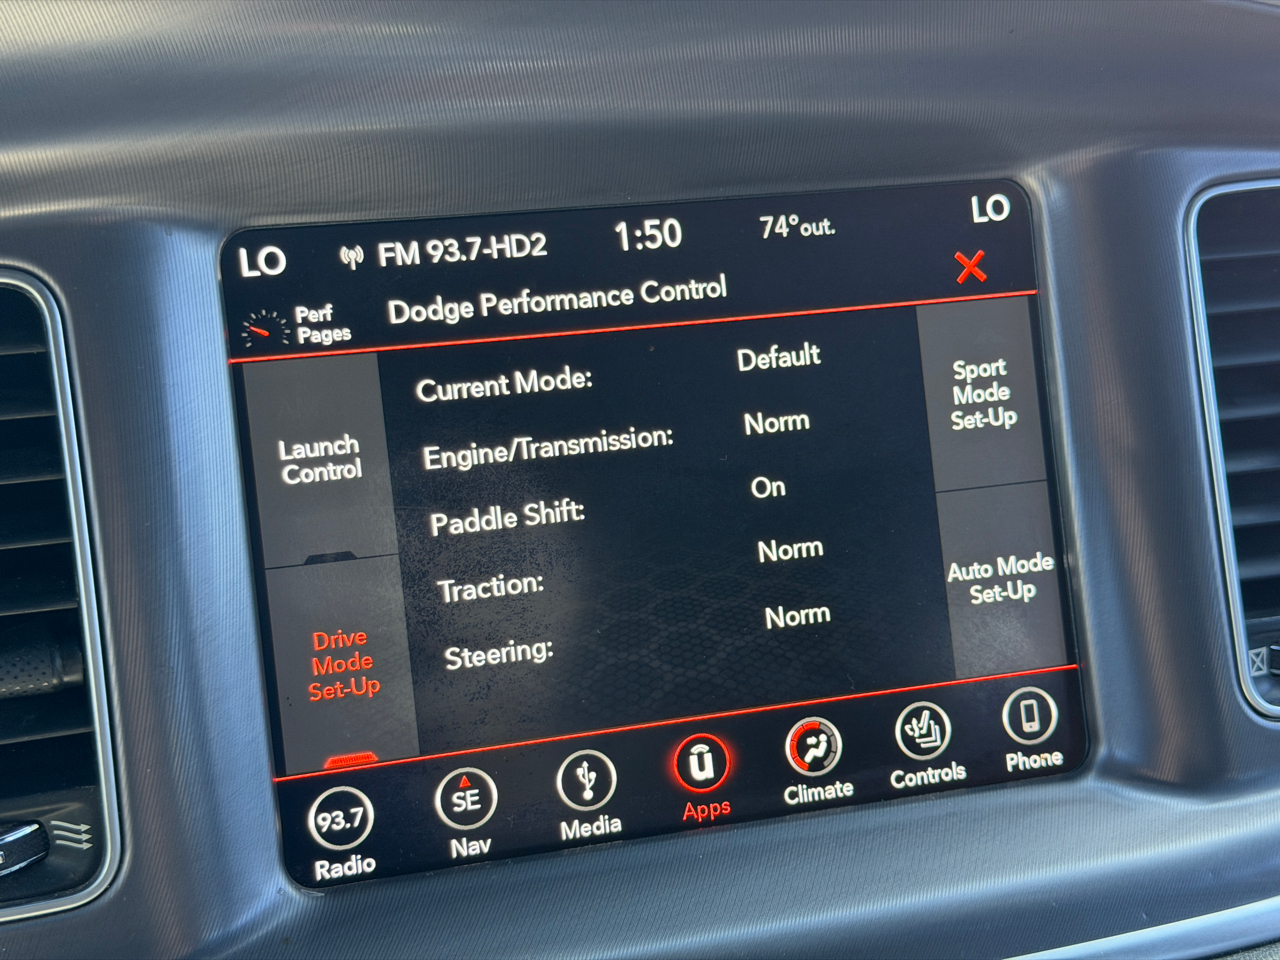 LO
FM 93.7-HD2
1:50
74°out.
LO
Perf
Pages
Dodge Performance Control
Launch
Control
Drive
Mode
Set-Up
Current Mode: Default
Engine/Transmission: Norm
Paddle Shift: On
Traction: Norm
Steering: Norm
Sport
Mode
Set-Up
Auto Mode
Set-Up
93.7
Radio
SE
Nav
Media
Apps
Climate
Controls
Phone